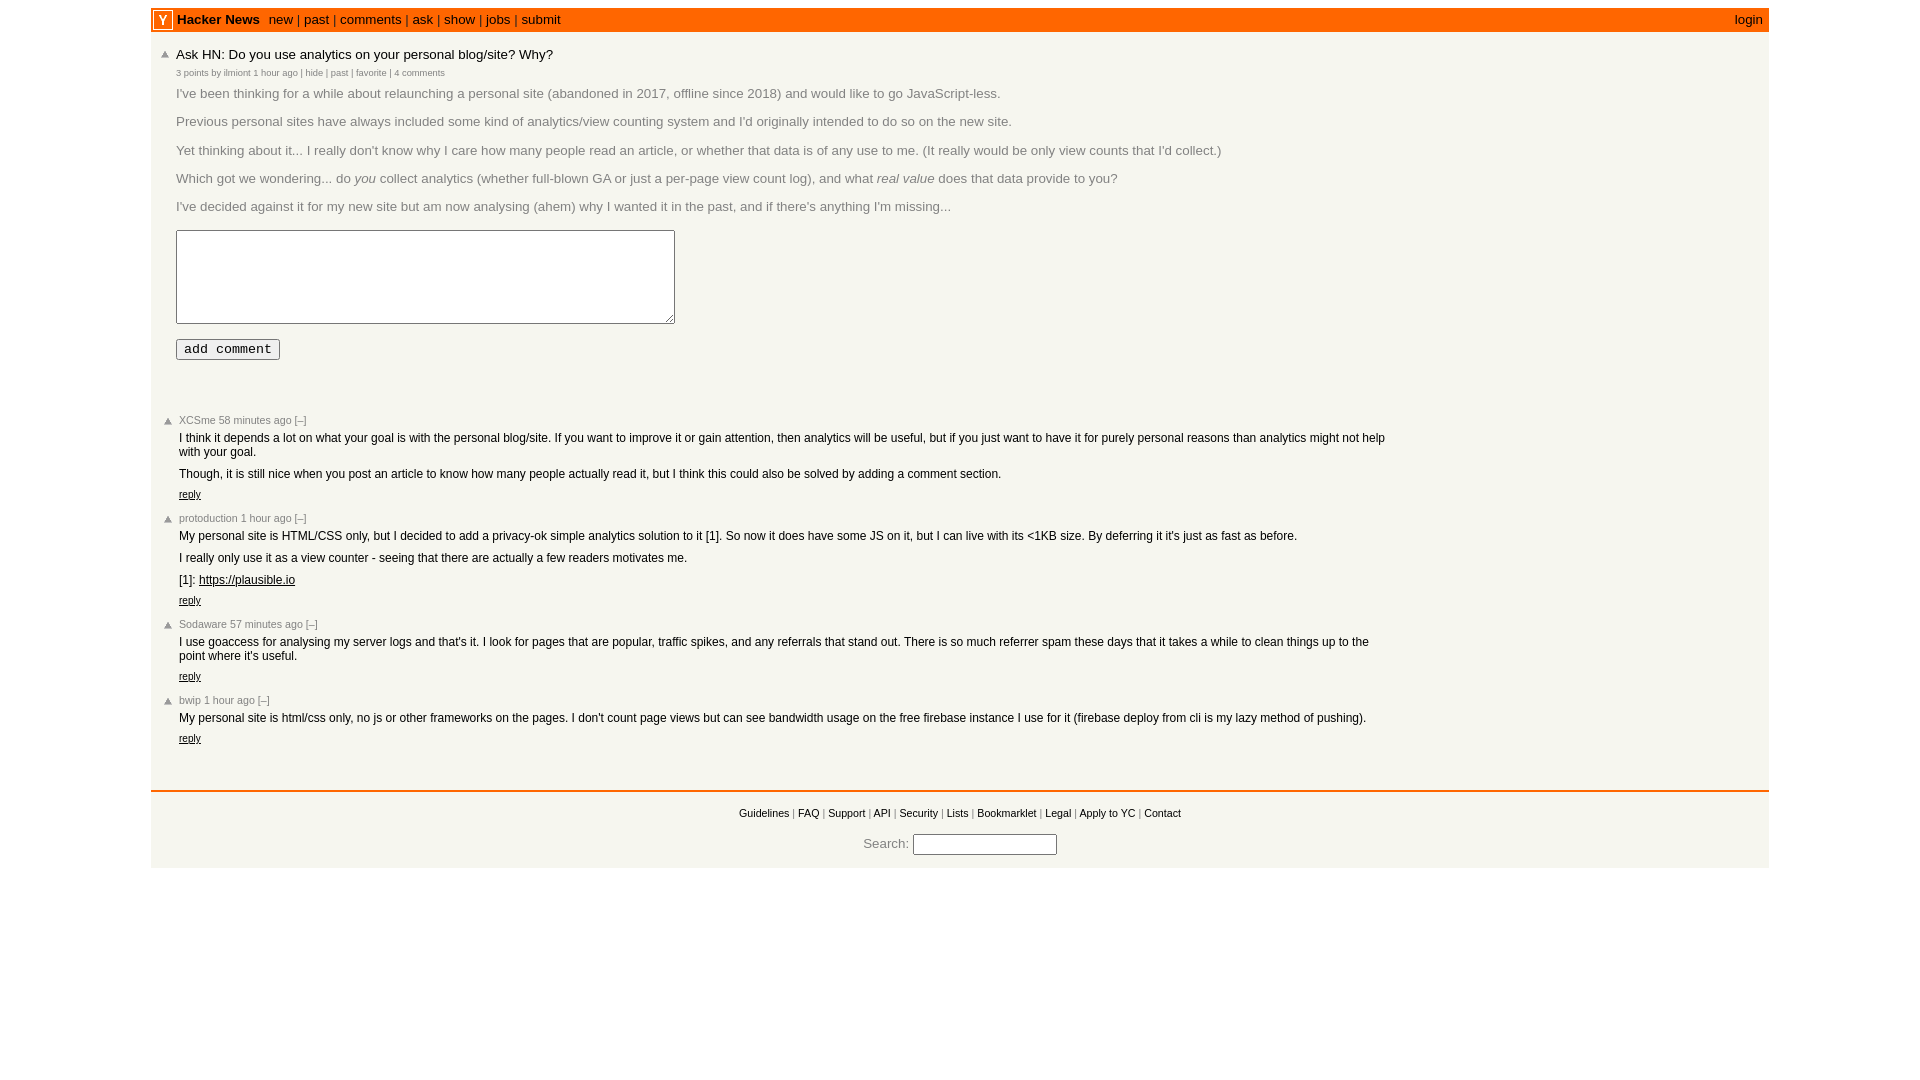 Y Hacker News new | past | comments | ask | show | jobs | submit login
Ask HN: Do you use analytics on your personal blog/site? Why?
3 points by ilmiont 1 hour ago | hide | past | favorite | 4 comments
I've been thinking for a while about relaunching a personal site (abandoned in 2017, offline since 2018) and would like to go JavaScript-less.
Previous personal sites have always included some kind of analytics/view counting system and I'd originally intended to do so on the new site.
Yet thinking about it... I really don't know why I care how many people read an article, or whether that data is of any use to me. (It really would be only view counts that I'd collect.)
Which got we wondering... do you collect analytics (whether full-blown GA or just a per-page view count log), and what real value does that data provide to you?
I've decided against it for my new site but am now analysing (ahem) why I wanted it in the past, and if there's anything I'm missing...
add comment
XCSme 58 minutes ago [–]
I think it depends a lot on what your goal is with the personal blog/site. If you want to improve it or gain attention, then analytics will be useful, but if you just want to have it for purely personal reasons than analytics might not help
with your goal.
Though, it is still nice when you post an article to know how many people actually read it, but I think this could also be solved by adding a comment section.
reply
protoduction 1 hour ago [–]
My personal site is HTML/CSS only, but I decided to add a privacy-ok simple analytics solution to it [1]. So now it does have some JS on it, but I can live with its <1KB size. By deferring it it's just as fast as before.
I really only use it as a view counter - seeing that there are actually a few readers motivates me.
[1]: https://plausible.io
reply
Sodaware 57 minutes ago [–]
I use goaccess for analysing my server logs and that's it. I look for pages that are popular, traffic spikes, and any referrals that stand out. There is so much referrer spam these days that it takes a while to clean things up to the
point where it's useful.
reply
bwip 1 hour ago [–]
My personal site is html/css only, no js or other frameworks on the pages. I don't count page views but can see bandwidth usage on the free firebase instance I use for it (firebase deploy from cli is my lazy method of pushing).
reply
Guidelines | FAQ | Support | API | Security | Lists | Bookmarklet | Legal | Apply to YC | Contact
Search: